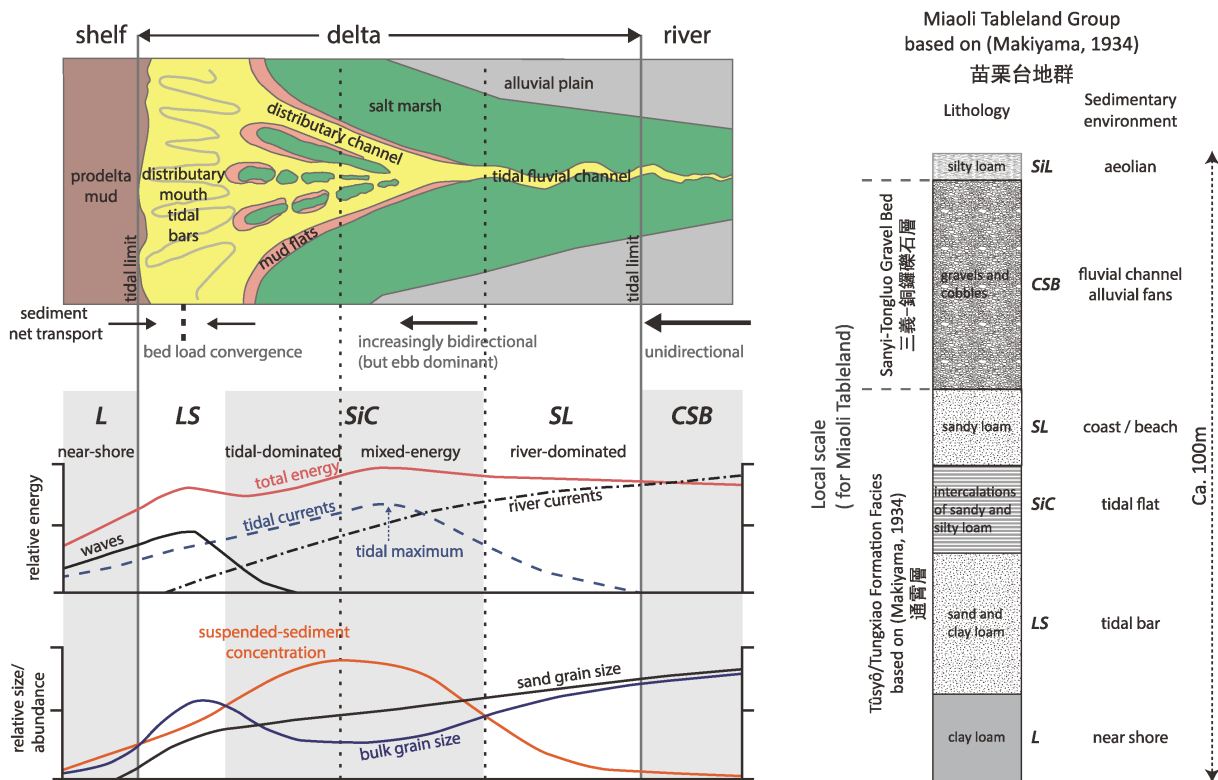 shelf
delta
river
alluvial plain
salt marsh
distributary channel
prodelta
mud
distributary
mouth
tidal
bars
tidal fluvial channel
mud flats
tidal limit
tidal limit
sediment
net transport
bed load convergence
increasingly bidirectional
(but ebb dominant)
unidirectional
L
LS
SiC
SL
CSB
near-shore
tidal-dominated
mixed-energy
river-dominated
relative energy
total energy
waves
tidal currents
river currents
tidal maximum
relative size/
abundance
suspended-sediment
concentration
sand grain size
bulk grain size
Miaoli Tableland Group
based on (Makiyama, 1934)
苗栗台地群
Lithology
Sedimentary
environment
silty loam
SiL
aeolian
gravels and
cobbles
CSB
fluvial channel
alluvial fans
sandy loam
SL
coast / beach
intercalations
of sandy and
silty loam
SiC
tidal flat
sand and
clay loam
LS
tidal bar
clay loam
L
near shore
Local scale
( for Miaoli Tableland)
Sanyi-Tongluo Gravel Bed
三義–銅鑼礫石層
Tûsyô/Tungxiao Formation Facies
based on (Makiyama, 1934)
通霄層
Ca. 100m